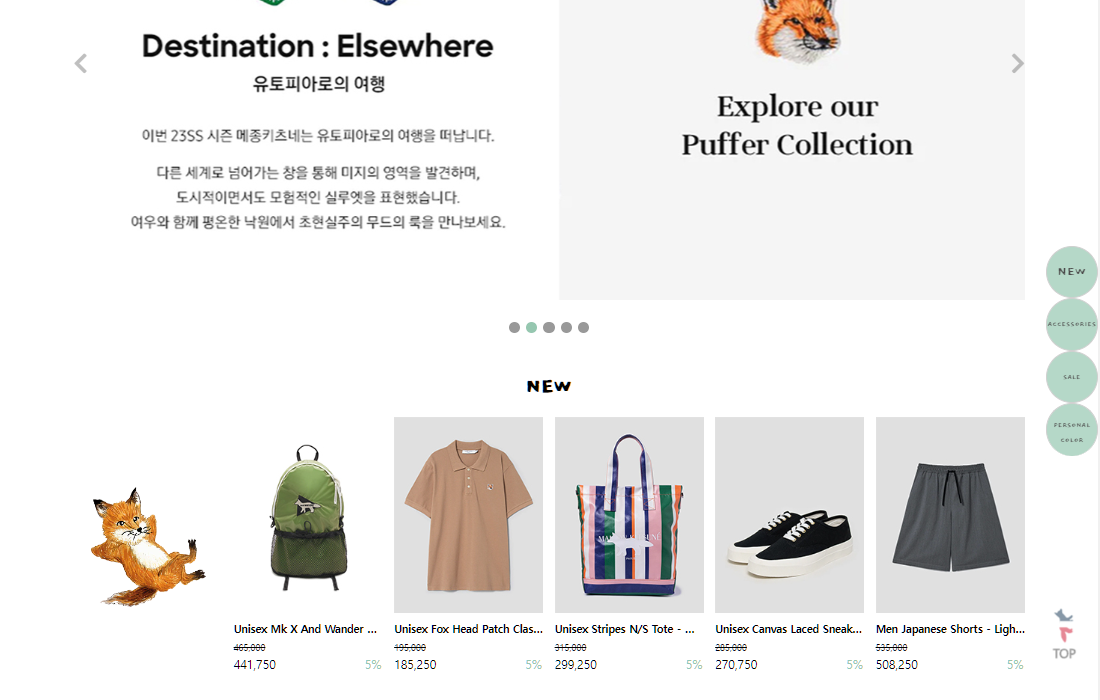 Destination : Elsewhere
유토피아로의 여행
이번 23SS 시즌 메종키츠네는 유토피아로의 여행을 떠납니다.
다른 세계로 넘어가는 창을 통해 미지의 영역을 발견하며,
도시적이면서도 모험적인 실루엣을 표현했습니다.
여우와 함께 평온한 낙원에서 초현실주의 무드의 룩을 만나보세요.
Explore our
Puffer Collection
NEW
ACCESSORIES
SALE
PERSONAL
COLOR
NEW
Unisex Mk X And Wander ...
465,000
441,750 5%
Unisex Fox Head Patch Clas...
195,000
185,250 5%
Unisex Stripes N/S Tote - ...
315,000
299,250 5%
Unisex Canvas Laced Sneak...
285,000
270,750 5%
Men Japanese Shorts - Ligh...
535,000
508,250 5%
TOP